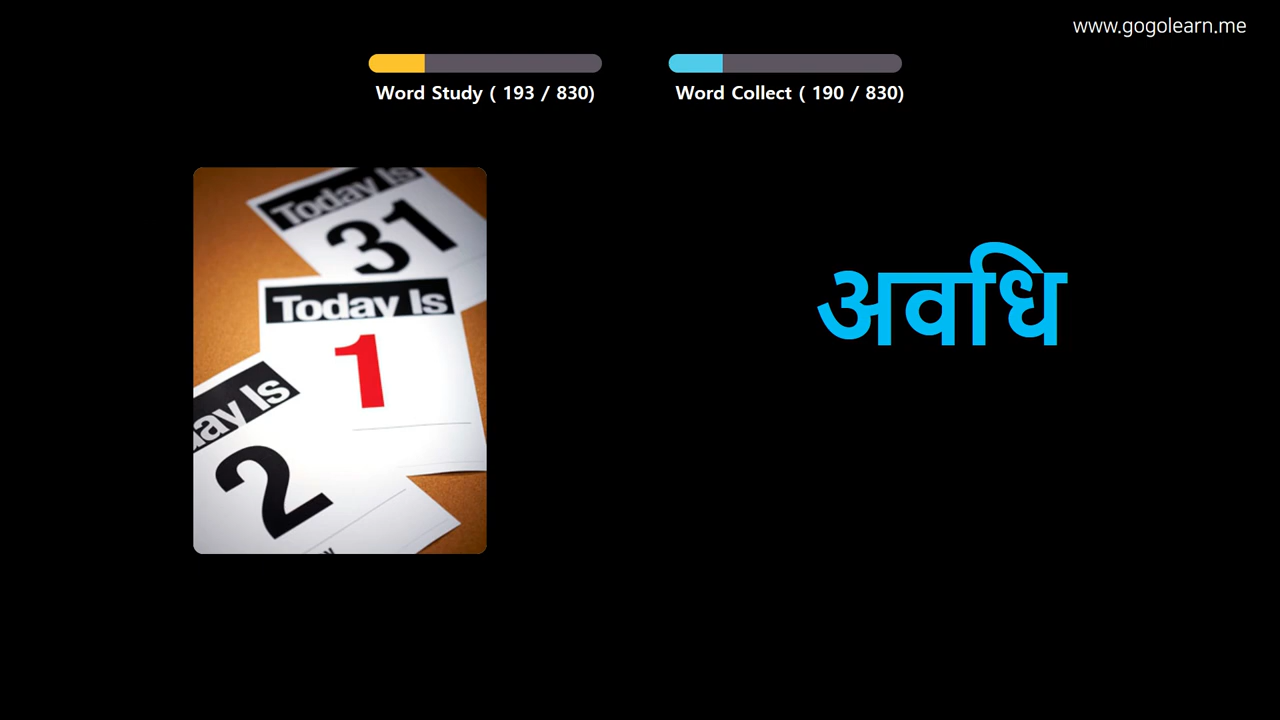 www.gogolearn.me
Word Study ( 193 / 830)
Word Collect ( 190 / 830)
Today Is
31
Today Is
1
ay Is
2
अवधि